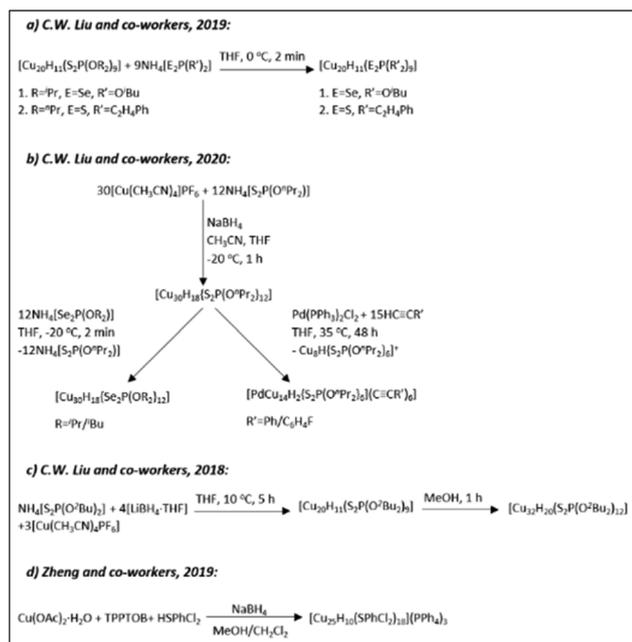 a) C.W. Liu and co-workers, 2019:
[Cu₂₀H₁₁(S₂P(OR₂)₉] + 9NH₄[E₂P(R')₂] THF, 0 °C, 2 min [Cu₂₀H₁₁(E₂P(R'₂)₉]
1. R=ⁱPr, E=Se, R'=OⁱBu 1. E=Se, R'=OⁱBu
2. R=ⁿPr, E=S, R'=C₂H₄Ph 2. E=S, R'=C₂H₄Ph
b) C.W. Liu and co-workers, 2020:
30[Cu(CH₃CN)₄]PF₆ + 12NH₄[S₂P(OⁿPr₂)]
NaBH₄
CH₃CN, THF
-20 °C, 1 h
[Cu₃₀H₁₈(S₂P(OⁿPr₂)₁₂]
12NH₄[Se₂P(OR₂)] Pd(PPh₃)₂Cl₂ + 15HC≡CR'
THF, -20 °C, 2 min THF, 35 °C, 48 h
-12NH₄[S₂P(OⁿPr₂)] - Cu₈H(S₂P(OⁿPr₂)₆]⁺
[Cu₃₀H₁₈(Se₂P(OR₂)₁₂] [PdCu₁₄H₂(S₂P(OⁿPr₂)₆](C≡CR')₆]
R=ⁱPr/ⁱBu R'=Ph/C₆H₄F
c) C.W. Liu and co-workers, 2018:
NH₄[S₂P(OⁱBu)₂] + 4[LiBH₄·THF] THF, 10 °C, 5 h [Cu₂₀H₁₁(S₂P(OⁱBu₂)₉] MeOH, 1 h [Cu₃₂H₂₀(S₂P(OⁱBu₂)₁₂]
+3[Cu(CH₃CN)₄PF₆]
d) Zheng and co-workers, 2019:
Cu(OAc)₂·H₂O + TPPTOB+ HSPhCl₂ NaBH₄ MeOH/CH₂Cl₂ [Cu₂₅H₁₀(SPhCl₂)₁₈](PPh₄)₃